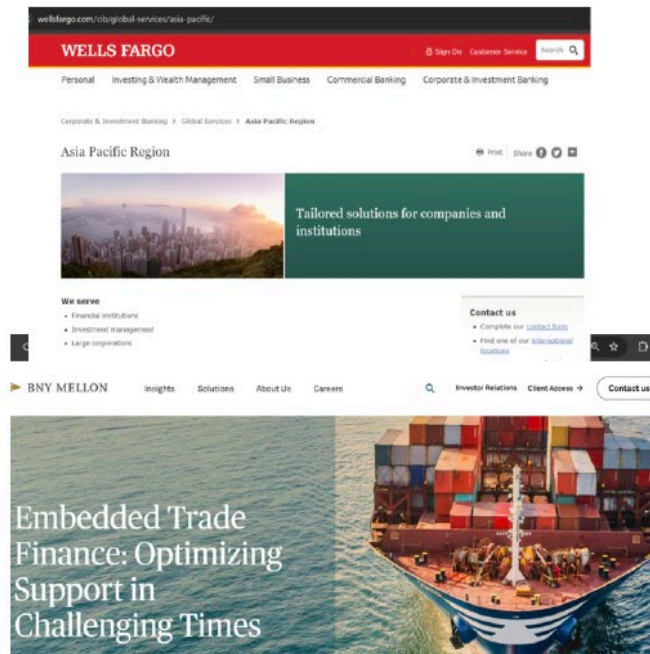 wellsfargo.com/cib/global-services/asia-pacific/
WELLS FARGO
Sign On Customer Service Search
Personal Investing & Wealth Management Small Business Commercial Banking Corporate & Investment Banking
Corporate & Investment Banking Global Services Asia Pacific Region
Asia Pacific Region
Print Share
Tailored solutions for companies and
institutions
We serve
• Financial institutions
• Investment management
• Large corporations
Contact us
• Complete our contact form
• Find one of our international
locations
BNY MELLON Insights Solutions About Us Careers Investor Relations Client Access → Contact us
Embedded Trade
Finance: Optimizing
Support in
Challenging Times